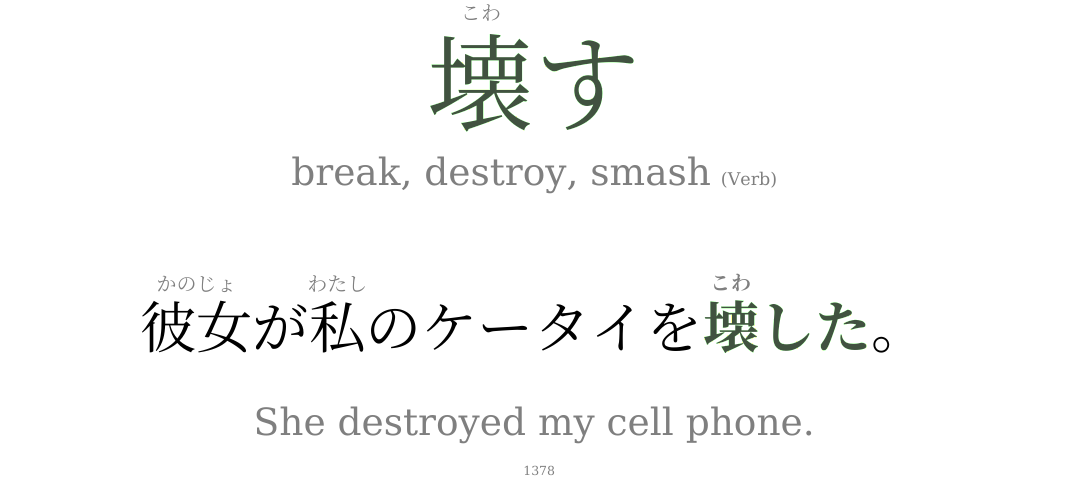 こわ
壊す
break, destroy, smash (Verb)
かのじょ わたし こわ
彼女が私のケータイを壊した。
She destroyed my cell phone.
1378